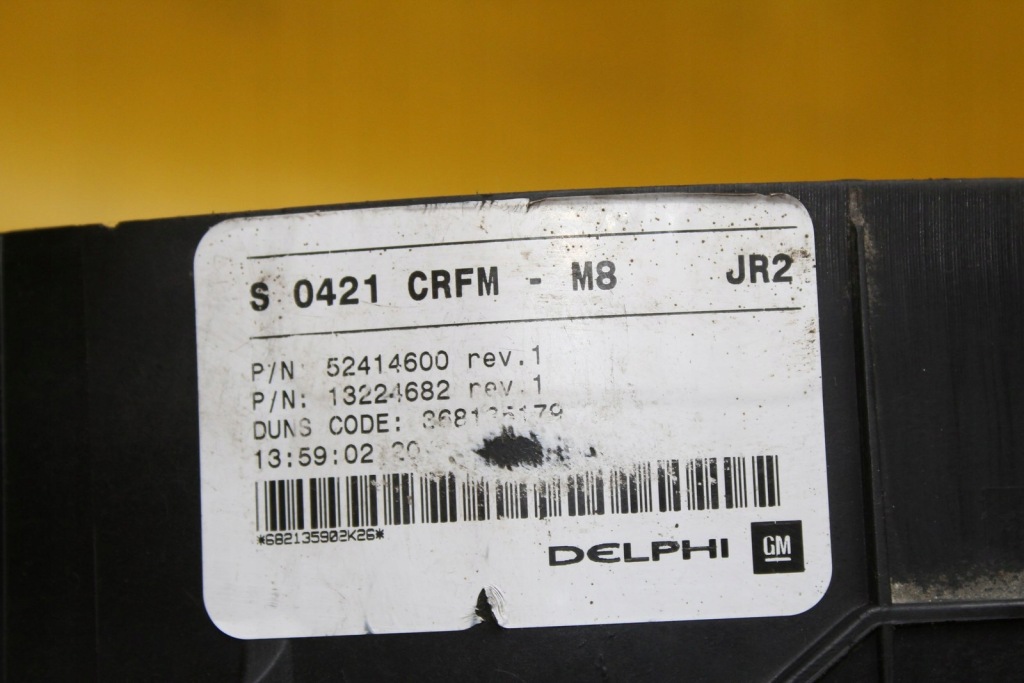 S 0421 CRFM - M8 JR2
P/N: 52414600 rev.1
P/N: 13224682 rev.1
DUNS CODE:
13:59:02
*682135902K26*
DELPHI GM